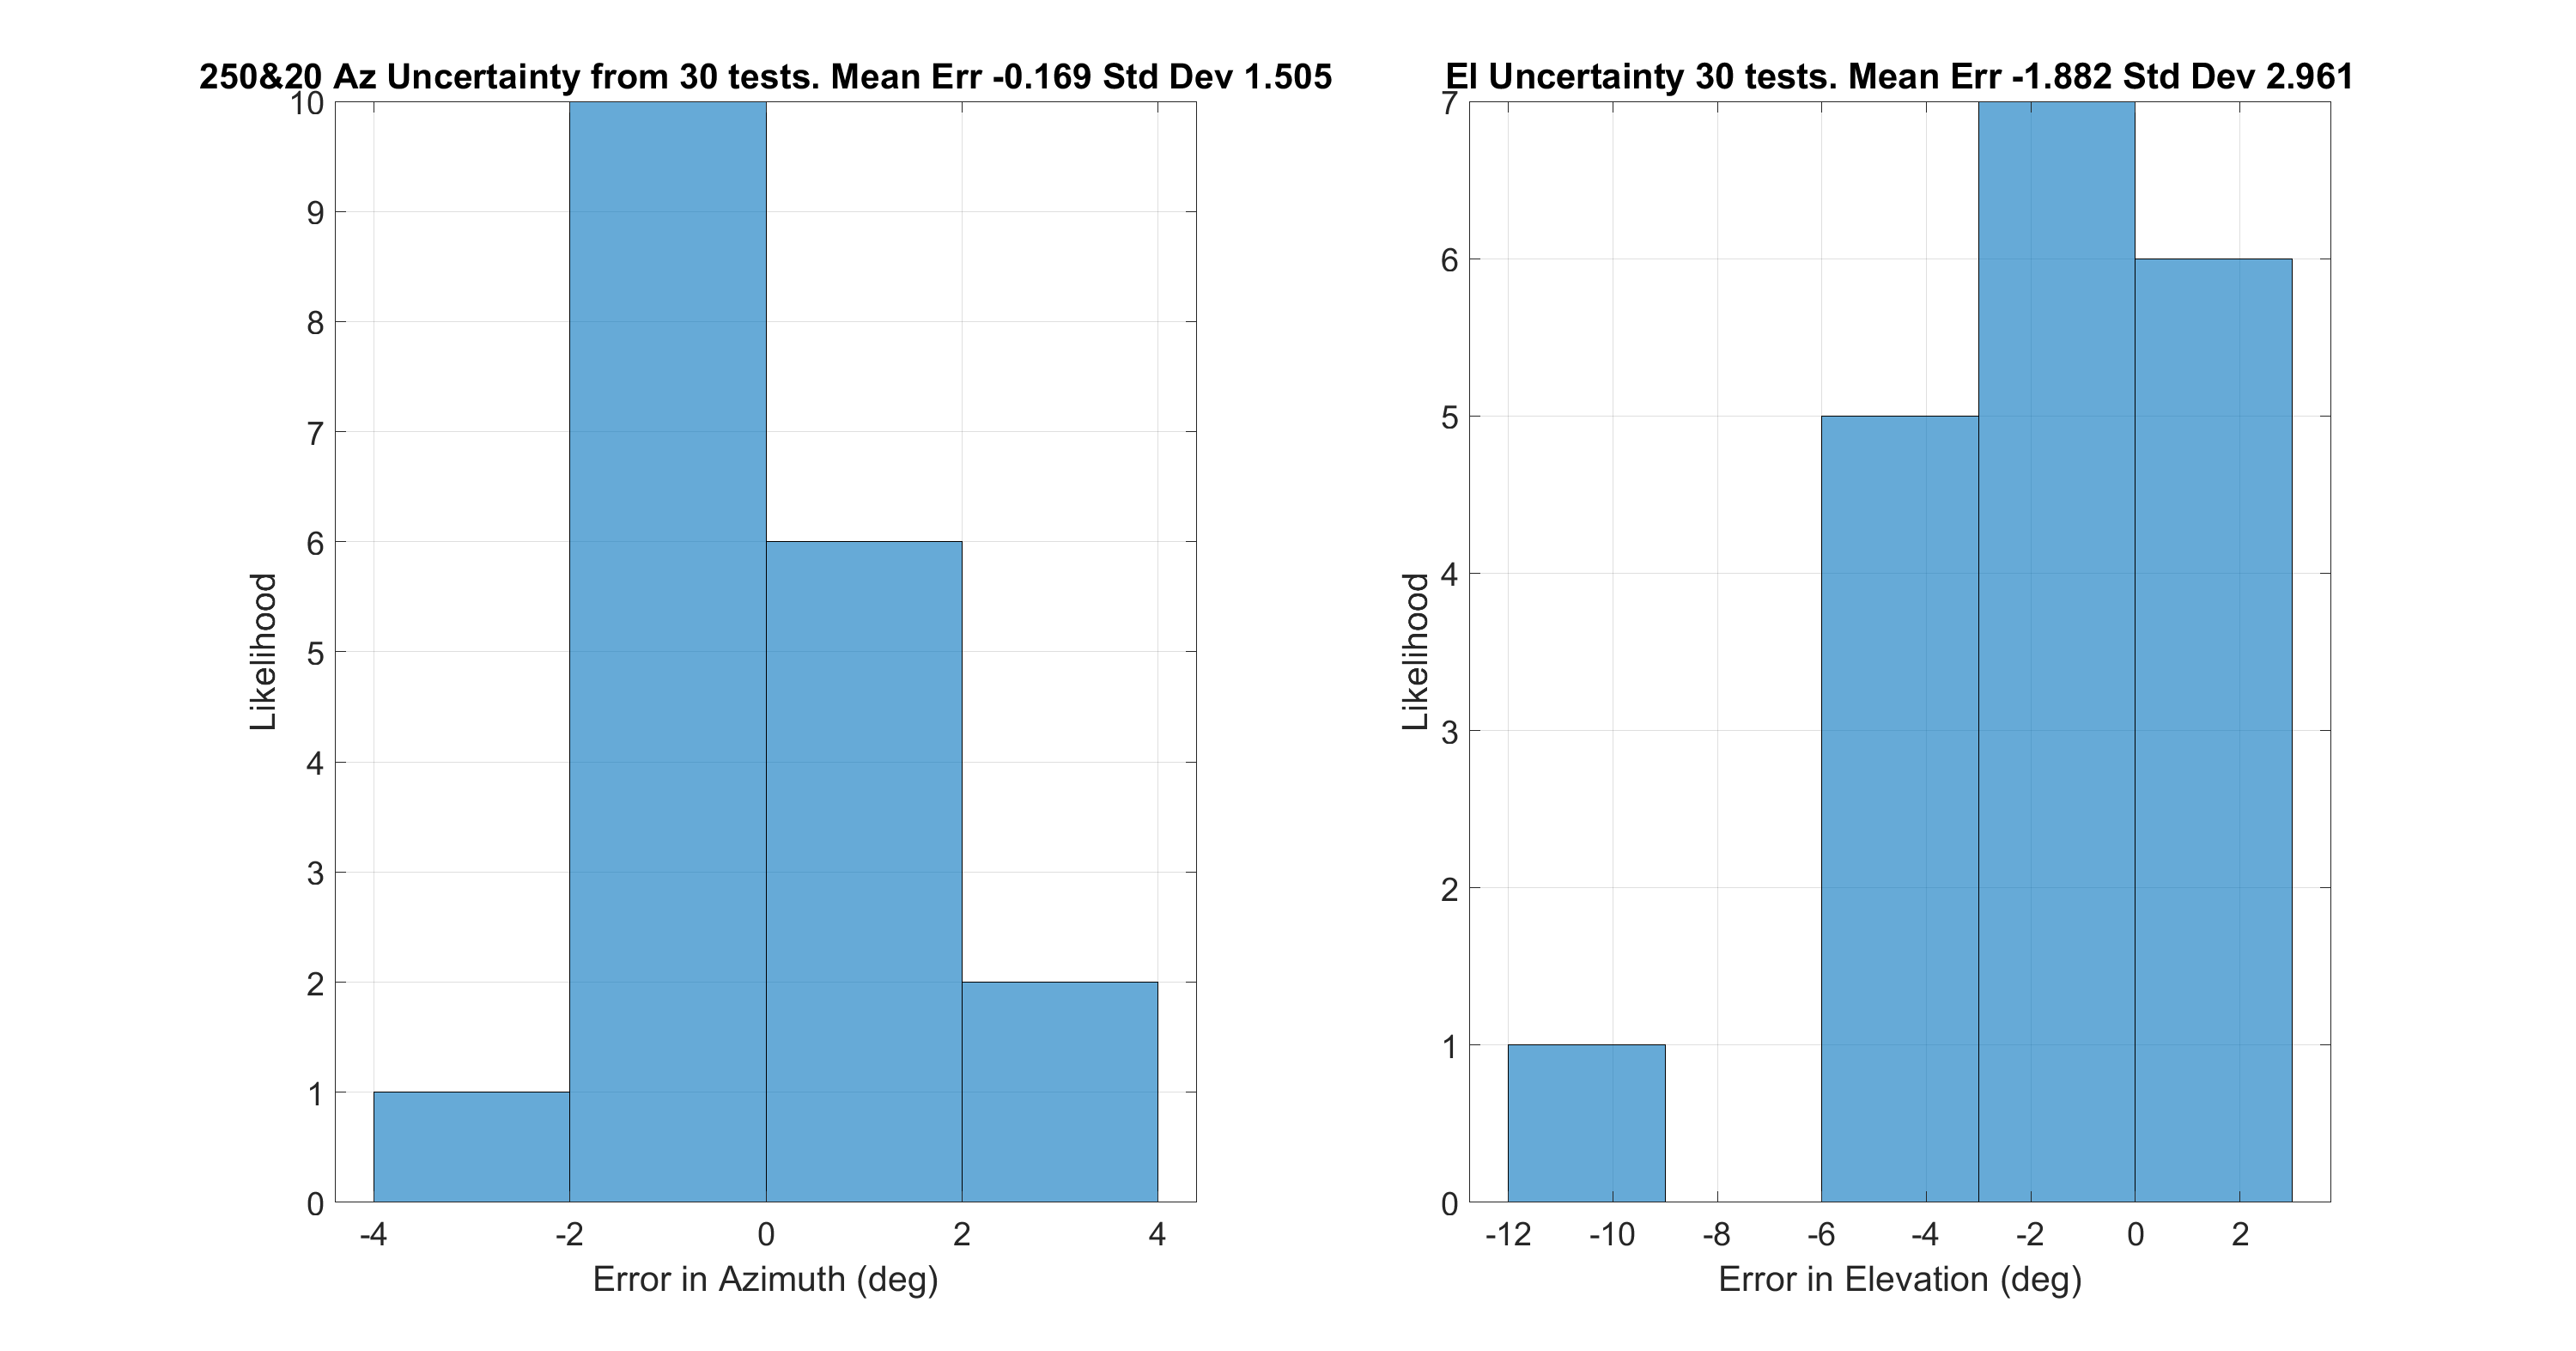 250&20 Az Uncertainty from 30 tests. Mean Err -0.169 Std Dev 1.505
10
9
8
7
6
5
4
3
2
1
0
Likelihood
-4 -2 0 2 4
Error in Azimuth (deg)
El Uncertainty 30 tests. Mean Err -1.882 Std Dev 2.961
7
6
5
4
3
2
1
0
Likelihood
-12 -10 -8 -6 -4 -2 0 2
Error in Elevation (deg)